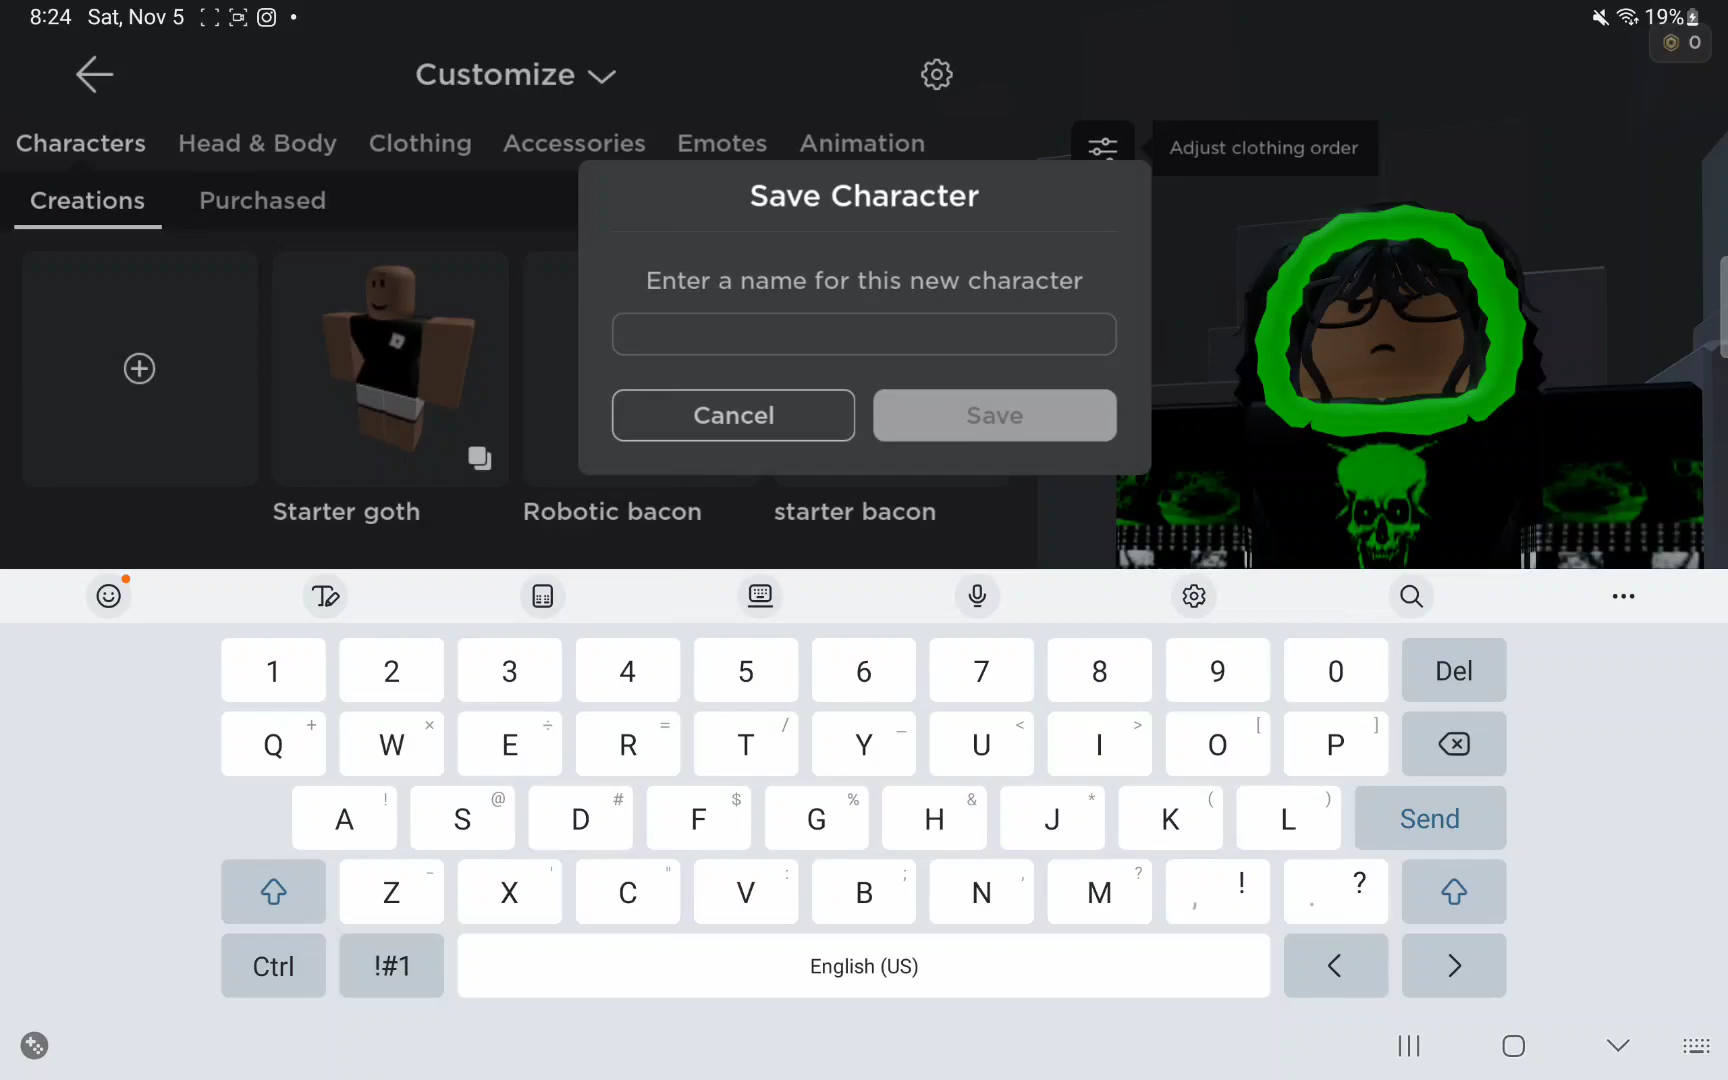 8:24 Sat, Nov 5
19%
0
Customize
Characters Head & Body Clothing Accessories Emotes Animation
Adjust clothing order
Creations Purchased
Save Character
Enter a name for this new character
Cancel Save
Starter goth Robotic bacon starter bacon
1 2 3 4 5 6 7 8 9 0 Del
+ × ÷ = / _ < > [ ]
Q W E R T Y U I O P
! @ # $ % & * ( )
A S D F G H J K L Send
- ' " : ; , ?
Z X C V B N M , ! . ?
Ctrl !#1 English (US) < >